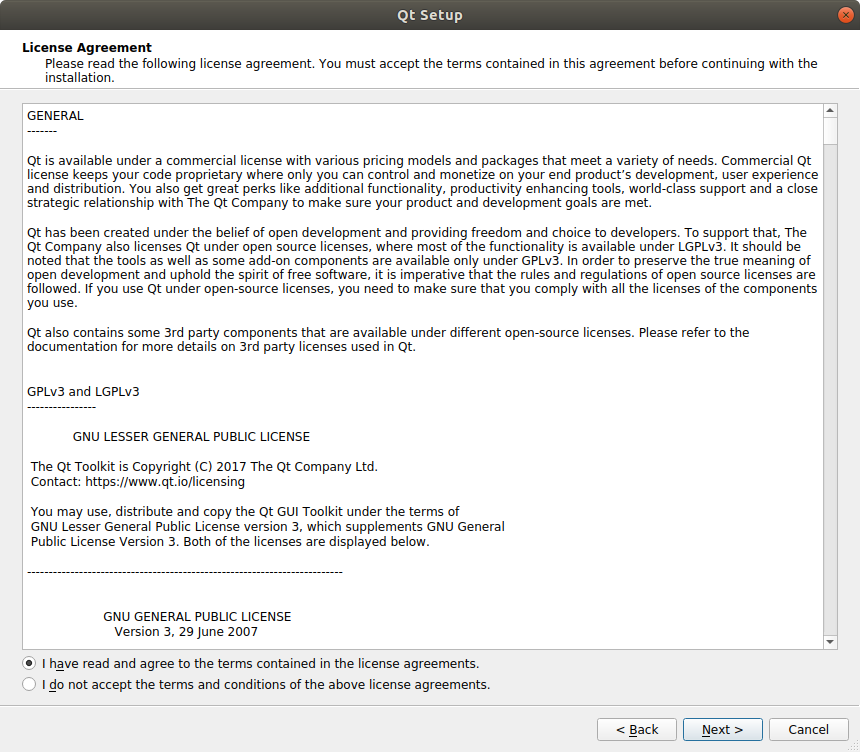 Qt Setup
License Agreement
Please read the following license agreement. You must accept the terms contained in this agreement before continuing with the
installation.
GENERAL
-------
Qt is available under a commercial license with various pricing models and packages that meet a variety of needs. Commercial Qt
license keeps your code proprietary where only you can control and monetize on your end product's development, user experience
and distribution. You also get great perks like additional functionality, productivity enhancing tools, world-class support and a close
strategic relationship with The Qt Company to make sure your product and development goals are met.
Qt has been created under the belief of open development and providing freedom and choice to developers. To support that, The
Qt Company also licenses Qt under open source licenses, where most of the functionality is available under LGPLv3. It should be
noted that the tools as well as some add-on components are available only under GPLv3. In order to preserve the true meaning of
open development and uphold the spirit of free software, it is imperative that the rules and regulations of open source licenses are
followed. If you use Qt under open-source licenses, you need to make sure that you comply with all the licenses of the components
you use.
Qt also contains some 3rd party components that are available under different open-source licenses. Please refer to the
documentation for more details on 3rd party licenses used in Qt.
GPLv3 and LGPLv3
----------------
GNU LESSER GENERAL PUBLIC LICENSE
The Qt Toolkit is Copyright (C) 2017 The Qt Company Ltd.
Contact: https://www.qt.io/licensing
You may use, distribute and copy the Qt GUI Toolkit under the terms of
GNU Lesser General Public License version 3, which supplements GNU General
Public License Version 3. Both of the licenses are displayed below.
-------------------------------------------------------------------------
GNU GENERAL PUBLIC LICENSE
Version 3, 29 June 2007
I have read and agree to the terms contained in the license agreements.
I do not accept the terms and conditions of the above license agreements.
< Back
Next >
Cancel